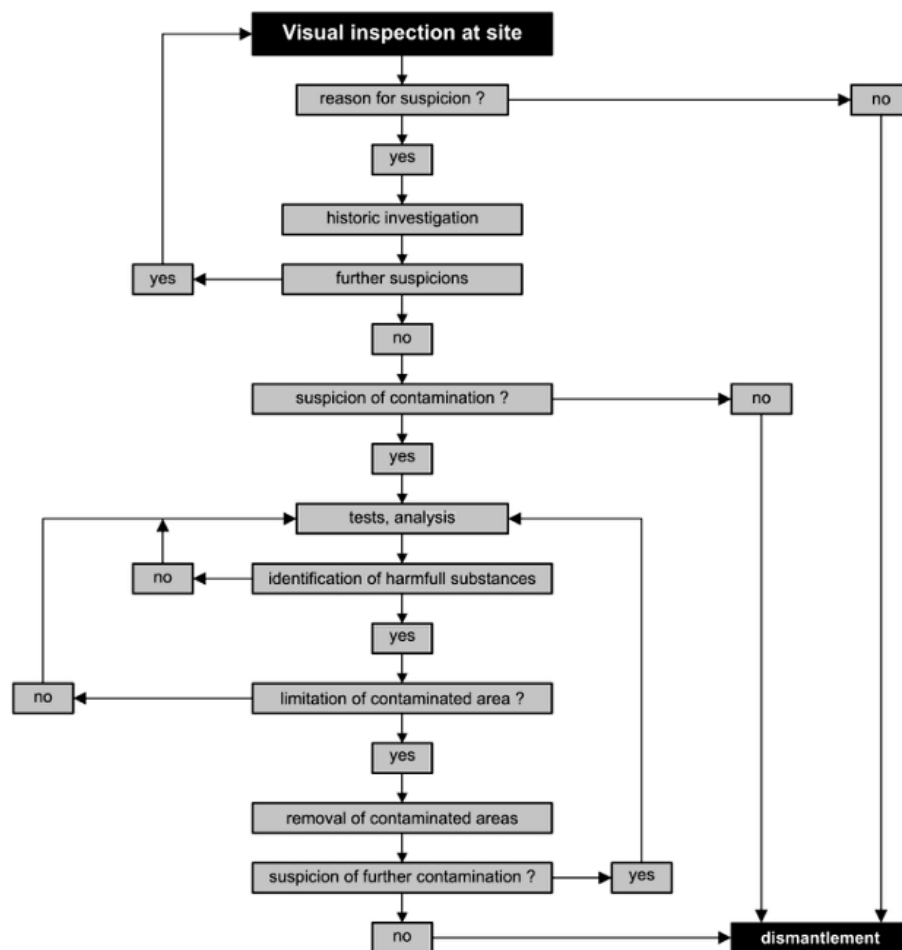 Visual inspection at site
reason for suspicion ?
no
yes
historic investigation
yes
further suspicions
no
suspicion of contamination ?
no
yes
tests, analysis
no
identification of harmfull substances
yes
no
limitation of contaminated area ?
yes
removal of contaminated areas
suspicion of further contamination ?
yes
no
dismantlement